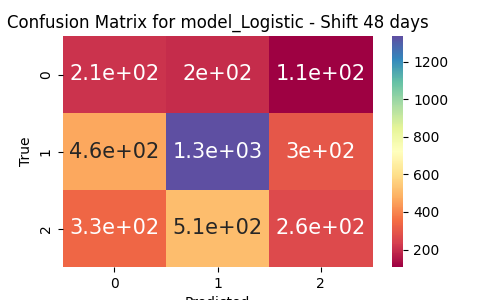 Confusion Matrix for model_Logistic - Shift 48 days
0 2.1e+02 2e+02 1.1e+02
1 4.6e+02 1.3e+03 3e+02
2 3.3e+02 5.1e+02 2.6e+02
0 1 2
Predicted
True
1200
1000
800
600
400
200